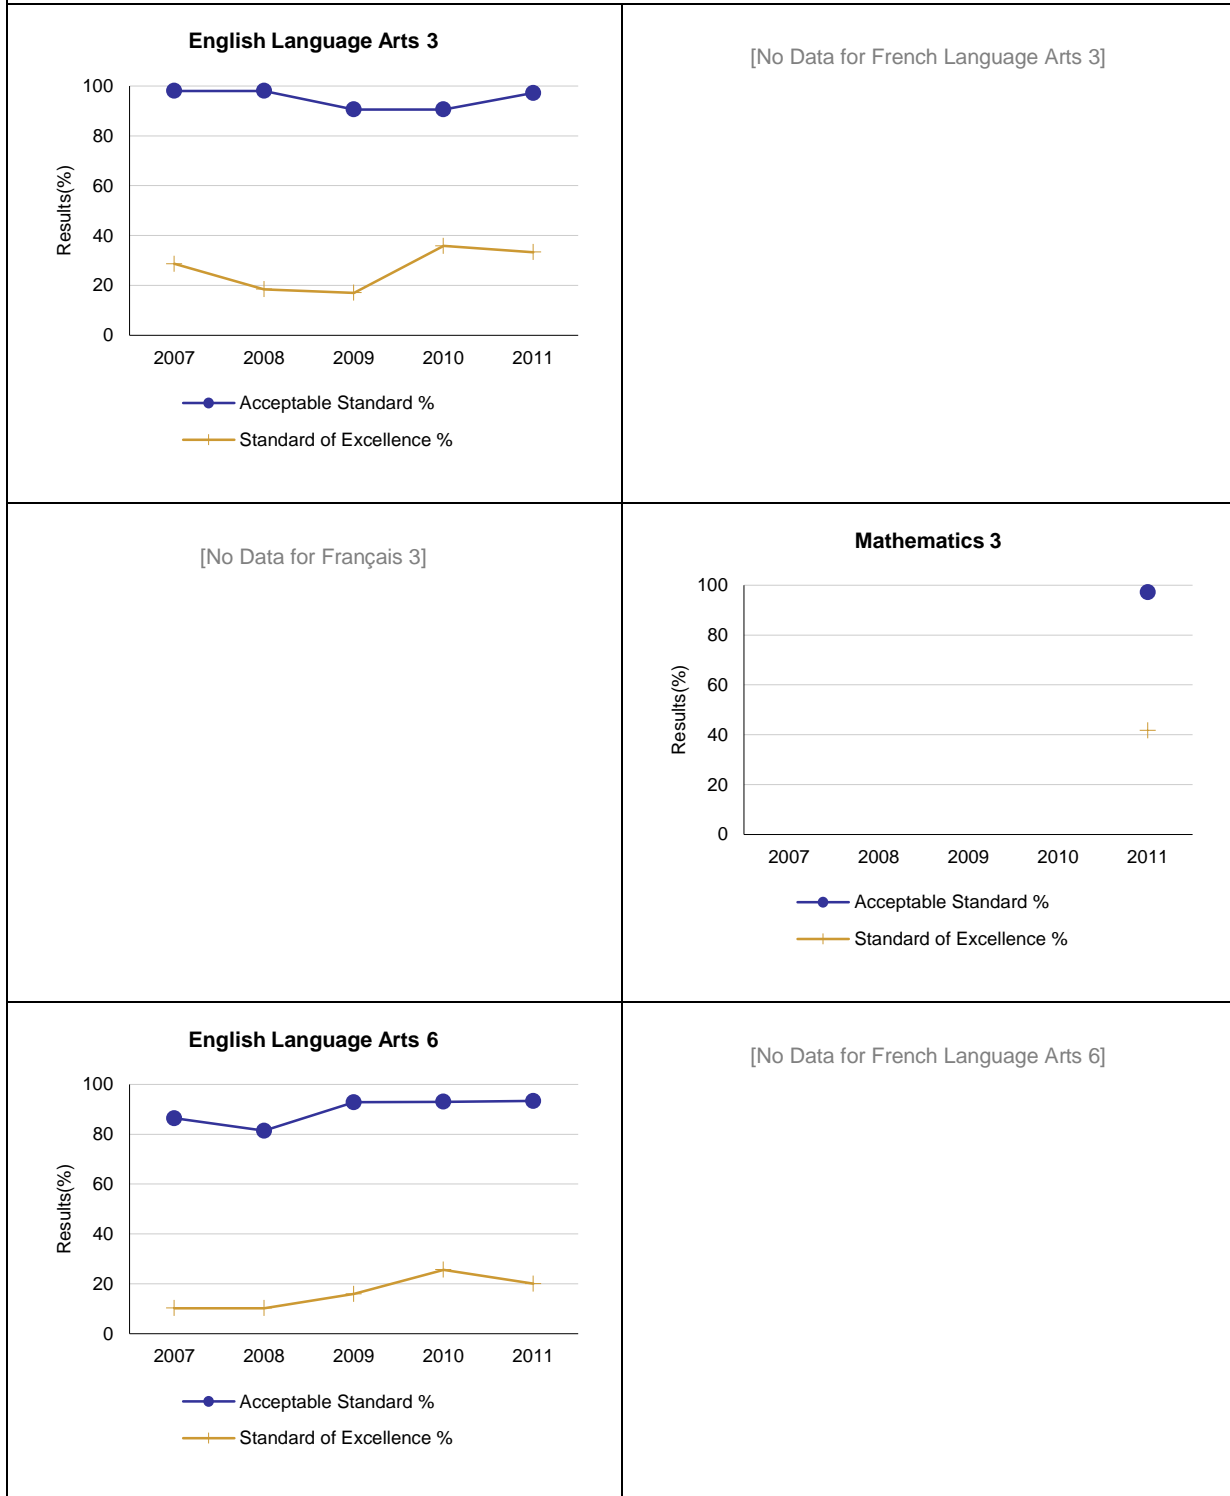 English Language Arts 3
100
80
60
40
20
0
Results(%)
2007 2008 2009 2010 2011
Acceptable Standard %
Standard of Excellence %
[No Data for French Language Arts 3]
[No Data for Français 3]
Mathematics 3
100
80
60
40
20
0
Results(%)
2007 2008 2009 2010 2011
Acceptable Standard %
Standard of Excellence %
English Language Arts 6
100
80
60
40
20
0
Results(%)
2007 2008 2009 2010 2011
Acceptable Standard %
Standard of Excellence %
[No Data for French Language Arts 6]